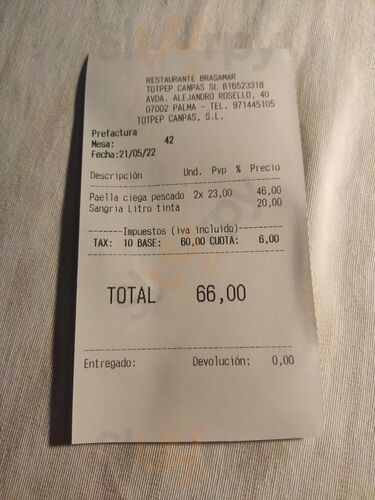 Sluurpy
RESTAURANTE BRASAMAR
TOTPEP CANPAS SL B16523318
AVDA. ALEJANDRO ROSELLO, 40
07002 PALMA - TEL. 971445105
TOTPEP CANPAS, S.L.
Prefactura
Mesa: 42
Fecha:21/05/22
Descripción Und. Pvp % Precio
Paella ciega pescado 2x 23,00 46,00
Sangria Litro tinta 20,00
Impuestos (iva incluido)
TAX: 10 BASE: 60,00 CUOTA: 6,00
TOTAL 66,00
Entregado: Devolución: 0,00
Sluurpy